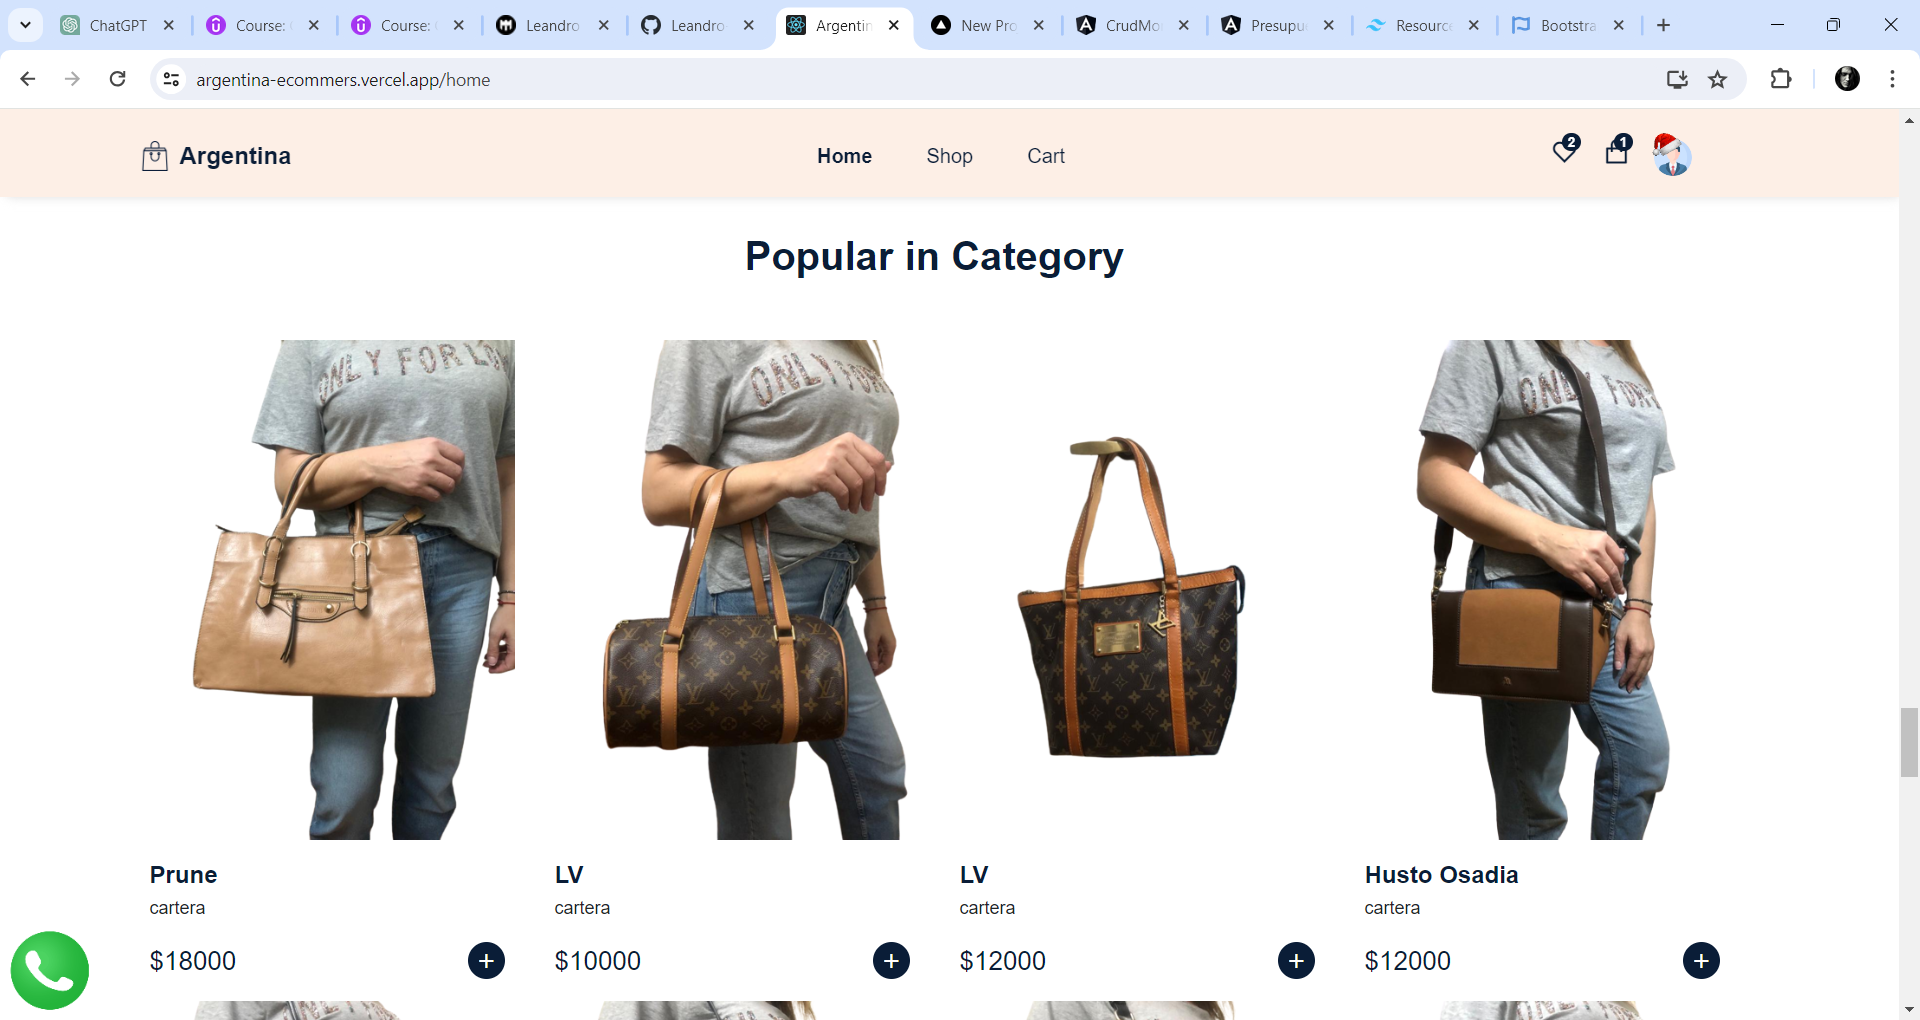 ChatGPT
Course:
Course:
Leandro
Leandro
Argentin
New Pro
CrudMo
Presupu
Resource
Bootstra
argentina-ecommers.vercel.app/home
Argentina
Home
Shop
Cart
2
1
Popular in Category
ONLY FOR LOV
ONLY FOR
ONLY FOR
Prune
cartera
$18000
+
LV
cartera
$10000
+
LV
cartera
$12000
+
Husto Osadia
cartera
$12000
+